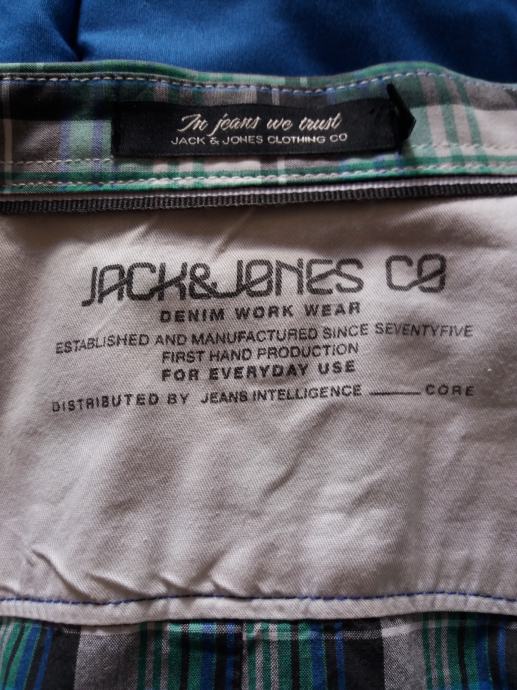 In jeans we trust
JACK & JONES CLOTHING CO
JACK&JONES CO
DENIM WORK WEAR
ESTABLISHED AND MANUFACTURED SINCE SEVENTYFIVE
FIRST HAND PRODUCTION
FOR EVERYDAY USE
DISTRIBUTED BY JEANS INTELLIGENCE ——— CORE